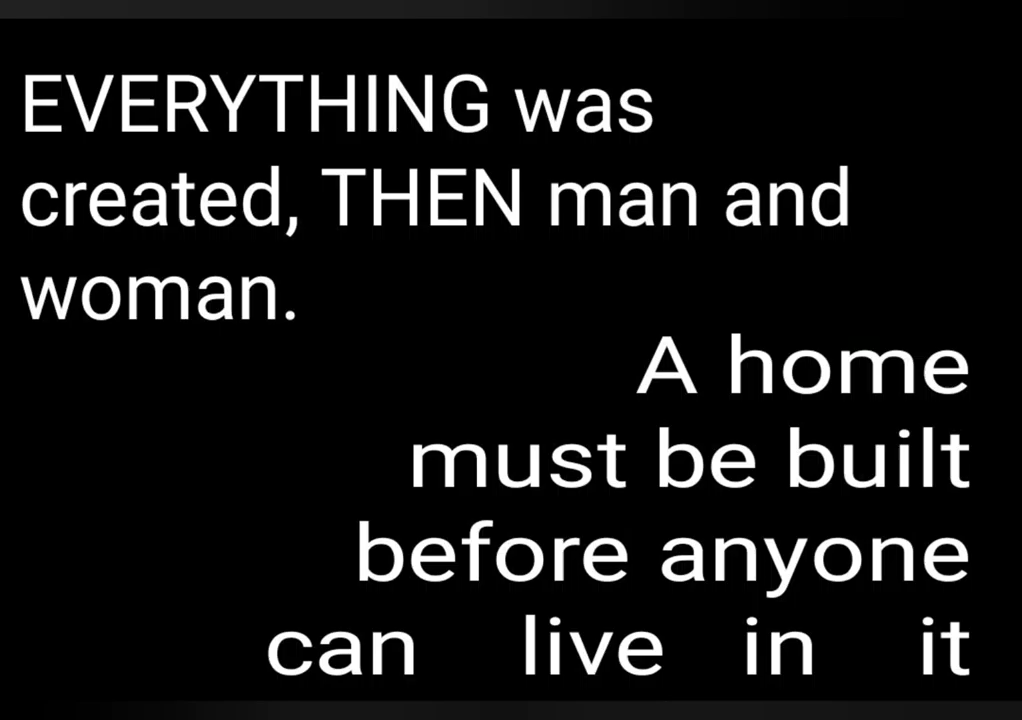 EVERYTHING was
created, THEN man and
woman.
A home
must be built
before anyone
can live in it